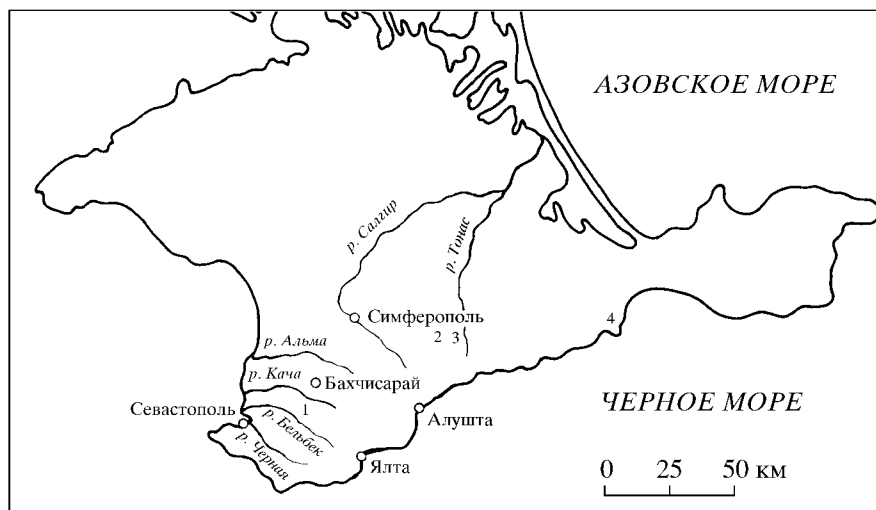 АЗОВСКОЕ МОРЕ
р. Салгир
р. Тонас
Симферополь
2 3
4
р. Альма
р. Кача
Бахчисарай
1
Севастополь
р. Бельбек
р. Черная
Алушта
Ялта
ЧЕРНОЕ МОРЕ
0 25 50 км